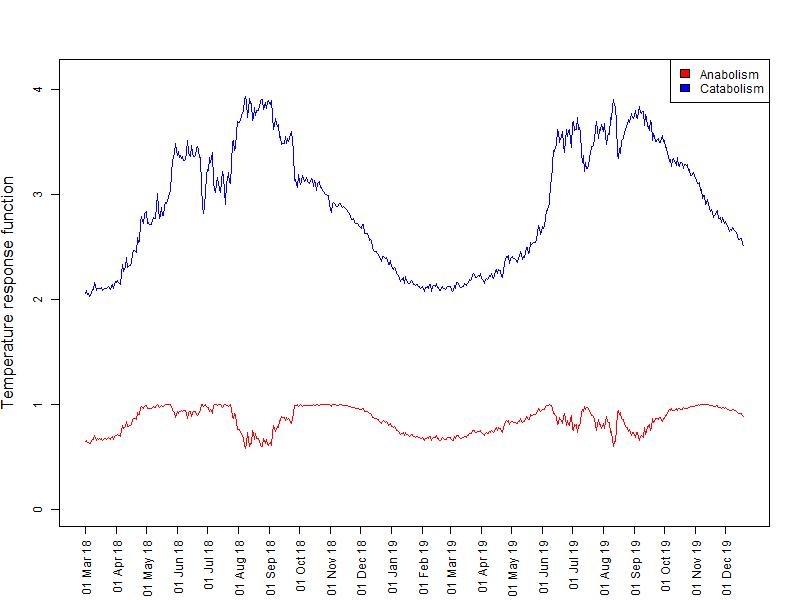 Anabolism
Catabolism
Temperature response function
4
3
2
1
0
01 Mar 18
01 Apr 18
01 May 18
01 Jun 18
01 Jul 18
01 Aug 18
01 Sep 18
01 Oct 18
01 Nov 18
01 Dec 18
01 Jan 19
01 Feb 19
01 Mar 19
01 Apr 19
01 May 19
01 Jun 19
01 Jul 19
01 Aug 19
01 Sep 19
01 Oct 19
01 Nov 19
01 Dec 19